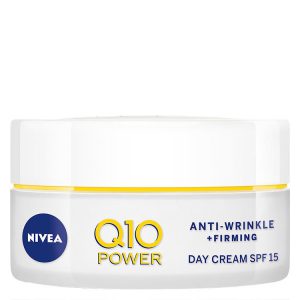 NIVEA
Q10
POWER
ANTI-WRINKLE
+FIRMING
DAY CREAM SPF 15